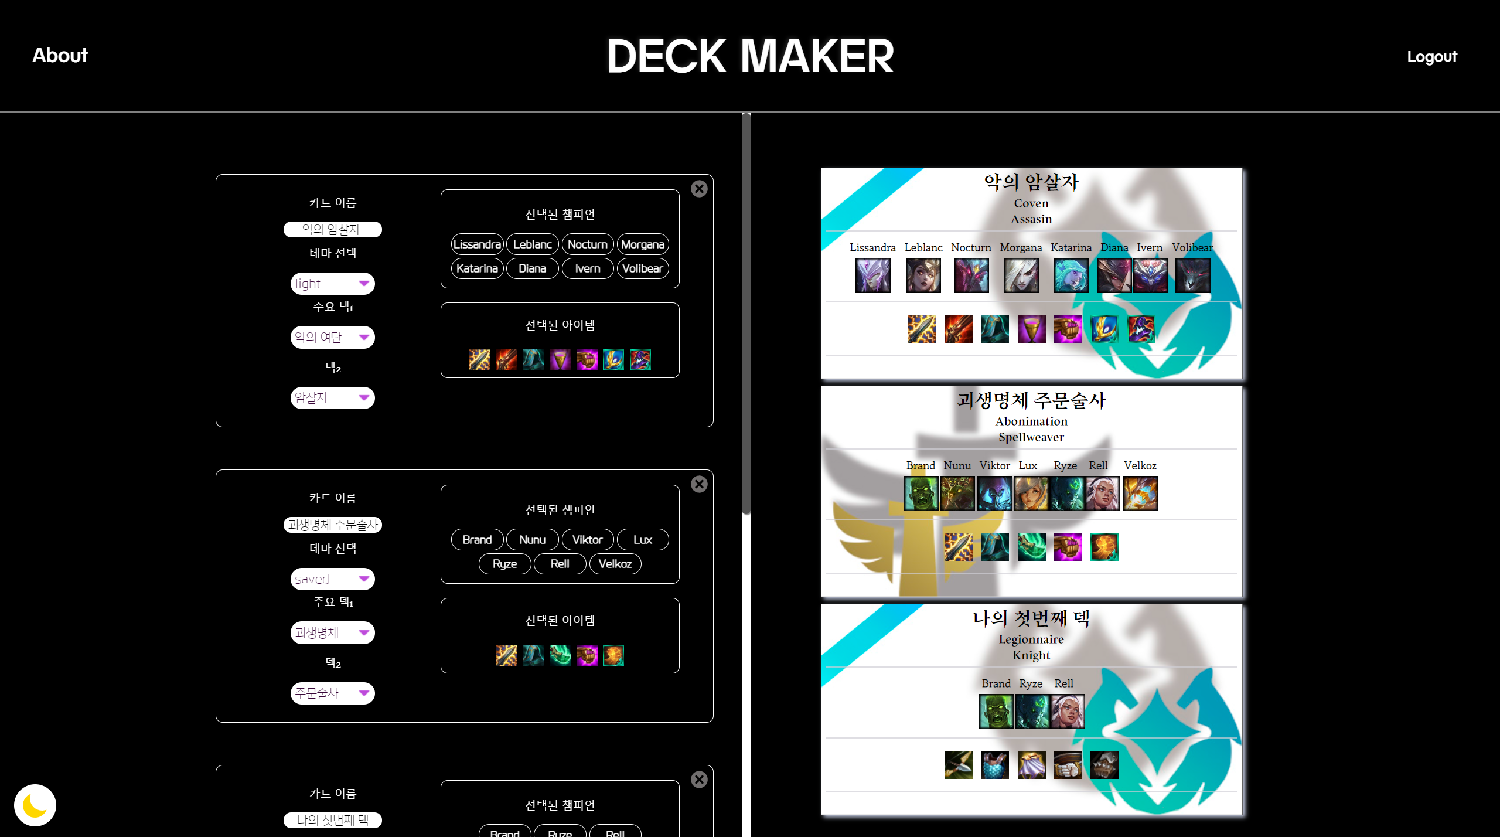 About
DECK MAKER
Logout
카드 이름
악의 암살자
테마 선택
light
주요 덱1
악의 여단
덱2
암살자
선택된 챔피언
Lissandra Leblanc Nocturn Morgana
Katarina Diana Ivern Volibear
선택된 아이템
카드 이름
괴생명체 주문술사
테마 선택
saved
주요 덱1
괴생명체
덱2
주문술사
선택된 챔피언
Brand Nunu Viktor Lux
Ryze Rell Velkoz
선택된 아이템
카드 이름
나의 첫번째 덱
선택된 챔피언
Brand Ryze Rell
악의 암살자
Coven
Assasin
Lissandra Leblanc Nocturn Morgana Katarina Diana Ivern Volibear
괴생명체 주문술사
Abonimation
Spellweaver
Brand Nunu Viktor Lux Ryze Rell Velkoz
나의 첫번째 덱
Legionnaire
Knight
Brand Ryze Rell